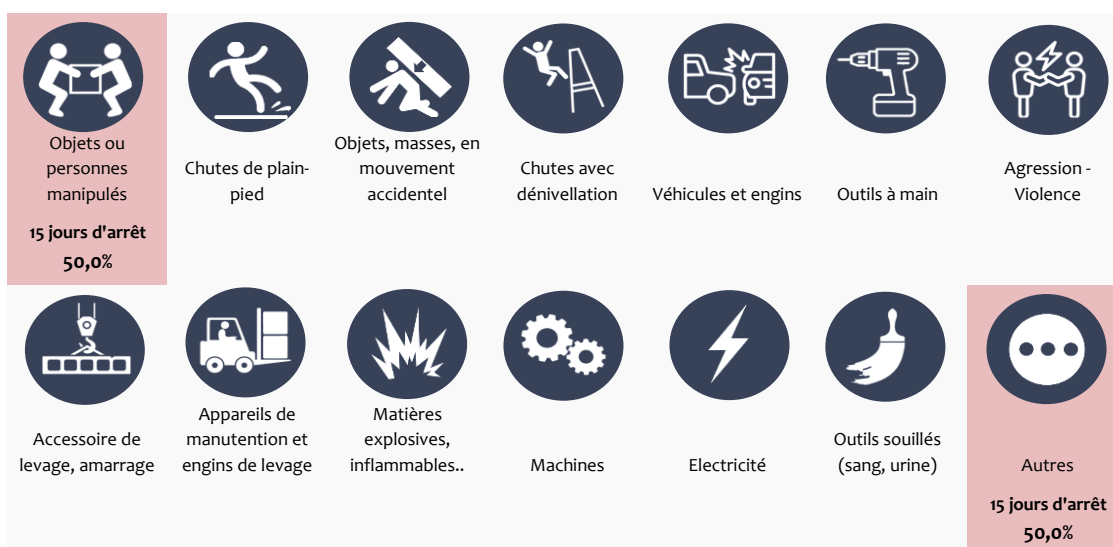 Objets ou
personnes
manipulés
15 jours d'arrêt
50,0%
Chutes de plain-
pied
Objets, masses, en
mouvement
accidentel
Chutes avec
dénivellation
Véhicules et engins
Outils à main
Agression -
Violence
Accessoire de
levage, amarrage
Appareils de
manutention et
engins de levage
Matières
explosives,
inflammables..
Machines
Electricité
Outils souillés
(sang, urine)
Autres
15 jours d'arrêt
50,0%